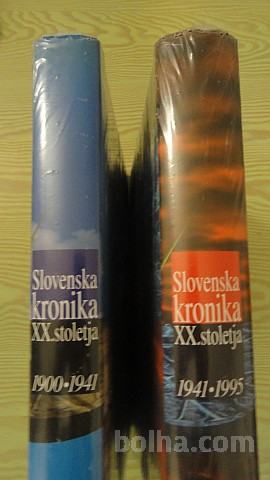 Slovenska
kronika
XX.stoletja
1900•1941
Slovenska
kronika
XX.stoletja
1941•1995
bolha.com